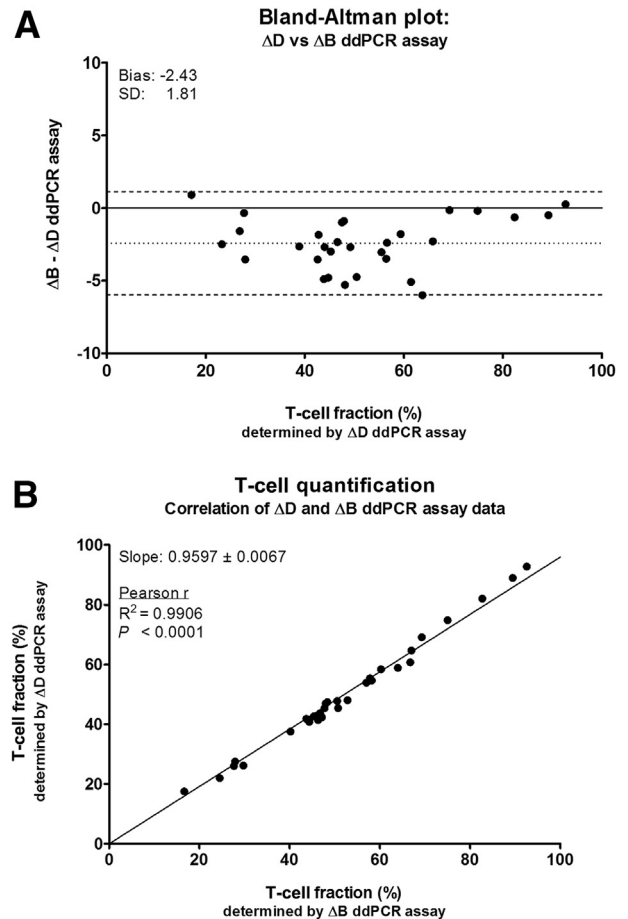 A
Bland-Altman plot:
ΔD vs ΔB ddPCR assay
Bias: -2.43
SD: 1.81
ΔB - ΔD ddPCR assay
10
5
0
-5
-10
0 20 40 60 80 100
T-cell fraction (%)
determined by ΔD ddPCR assay
B
T-cell quantification
Correlation of ΔD and ΔB ddPCR assay data
Slope: 0.9597 ± 0.0067
Pearson r
R² = 0.9906
P < 0.0001
T-cell fraction (%)
determined by ΔD ddPCR assay
100
80
60
40
20
0
0 20 40 60 80 100
T-cell fraction (%)
determined by ΔB ddPCR assay